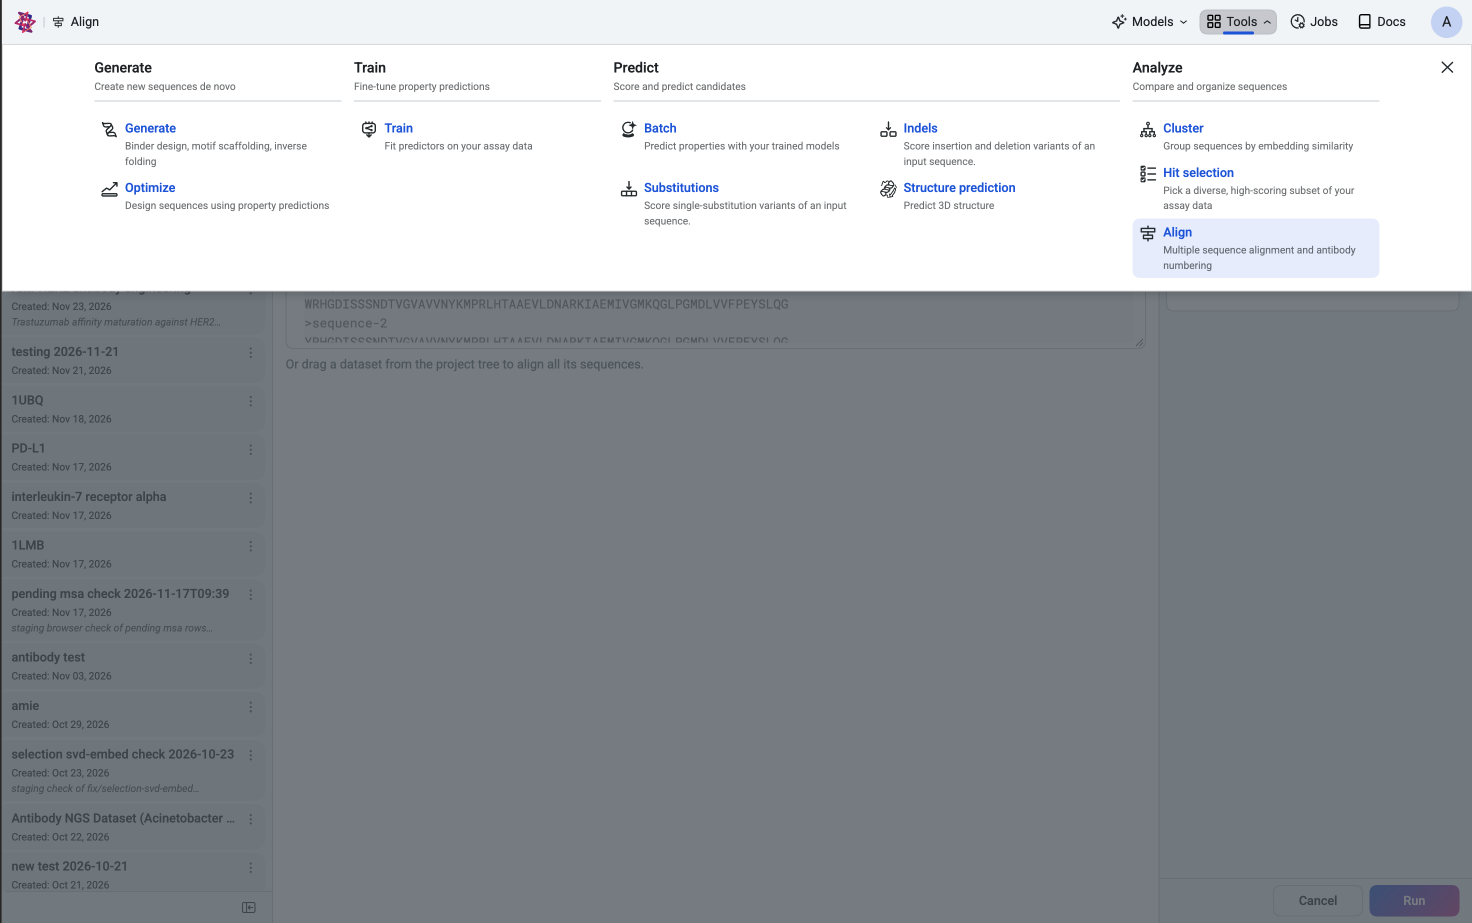 Align
Models
Tools
Jobs
Docs
A
Generate
Create new sequences de novo
Generate
Binder design, motif scaffolding, inverse
folding
Optimize
Design sequences using property predictions
Train
Fine-tune property predictions
Train
Fit predictors on your assay data
Predict
Score and predict candidates
Batch
Predict properties with your trained models
Substitutions
Score single-substitution variants of an input
sequence.
Indels
Score insertion and deletion variants of an
input sequence.
Structure prediction
Predict 3D structure
Analyze
Compare and organize sequences
Cluster
Group sequences by embedding similarity
Hit selection
Pick a diverse, high-scoring subset of your
assay data
Align
Multiple sequence alignment and antibody
numbering
Created: Nov 23, 2026
Trastuzumab affinity maturation against HER2...
testing 2026-11-21
Created: Nov 21, 2026
1UBQ
Created: Nov 18, 2026
PD-L1
Created: Nov 17, 2026
interleukin-7 receptor alpha
Created: Nov 17, 2026
1LMB
Created: Nov 17, 2026
pending msa check 2026-11-17T09:39
Created: Nov 17, 2026
staging browser check of pending msa rows...
antibody test
Created: Nov 03, 2026
amie
Created: Oct 29, 2026
selection svd-embed check 2026-10-23
Created: Oct 23, 2026
staging check of fix/selection-svd-embed...
Antibody NGS Dataset (Acinetobacter ...
Created: Oct 22, 2026
new test 2026-10-21
Created: Oct 21, 2026
WRHGDISSSNDTVGVAVVNYKMPRLHTAAEVLDNARKIAEMIVGMKQGLPGMDLVVFPEYSLQG
>sequence-2
YRHGDISSSNDTVGVAVVNYKMPRLHTAAEVLDNARKIAEMIVGMKQGLPGMDLVVFPEYSLQG
Or drag a dataset from the project tree to align all its sequences.
Cancel
Run